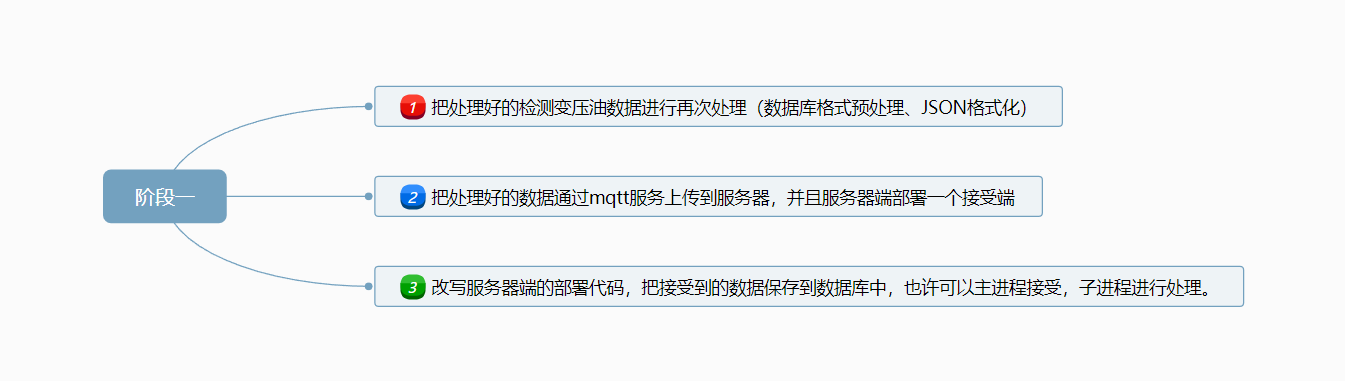 1 把处理好的检测变压油数据进行再次处理（数据库格式预处理、JSON格式化）
阶段一
2 把处理好的数据通过mqtt服务上传到服务器，并且服务器端部署一个接受端
3 改写服务器端的部署代码，把接受到的数据保存到数据库中，也许可以主进程接受，子进程进行处理。